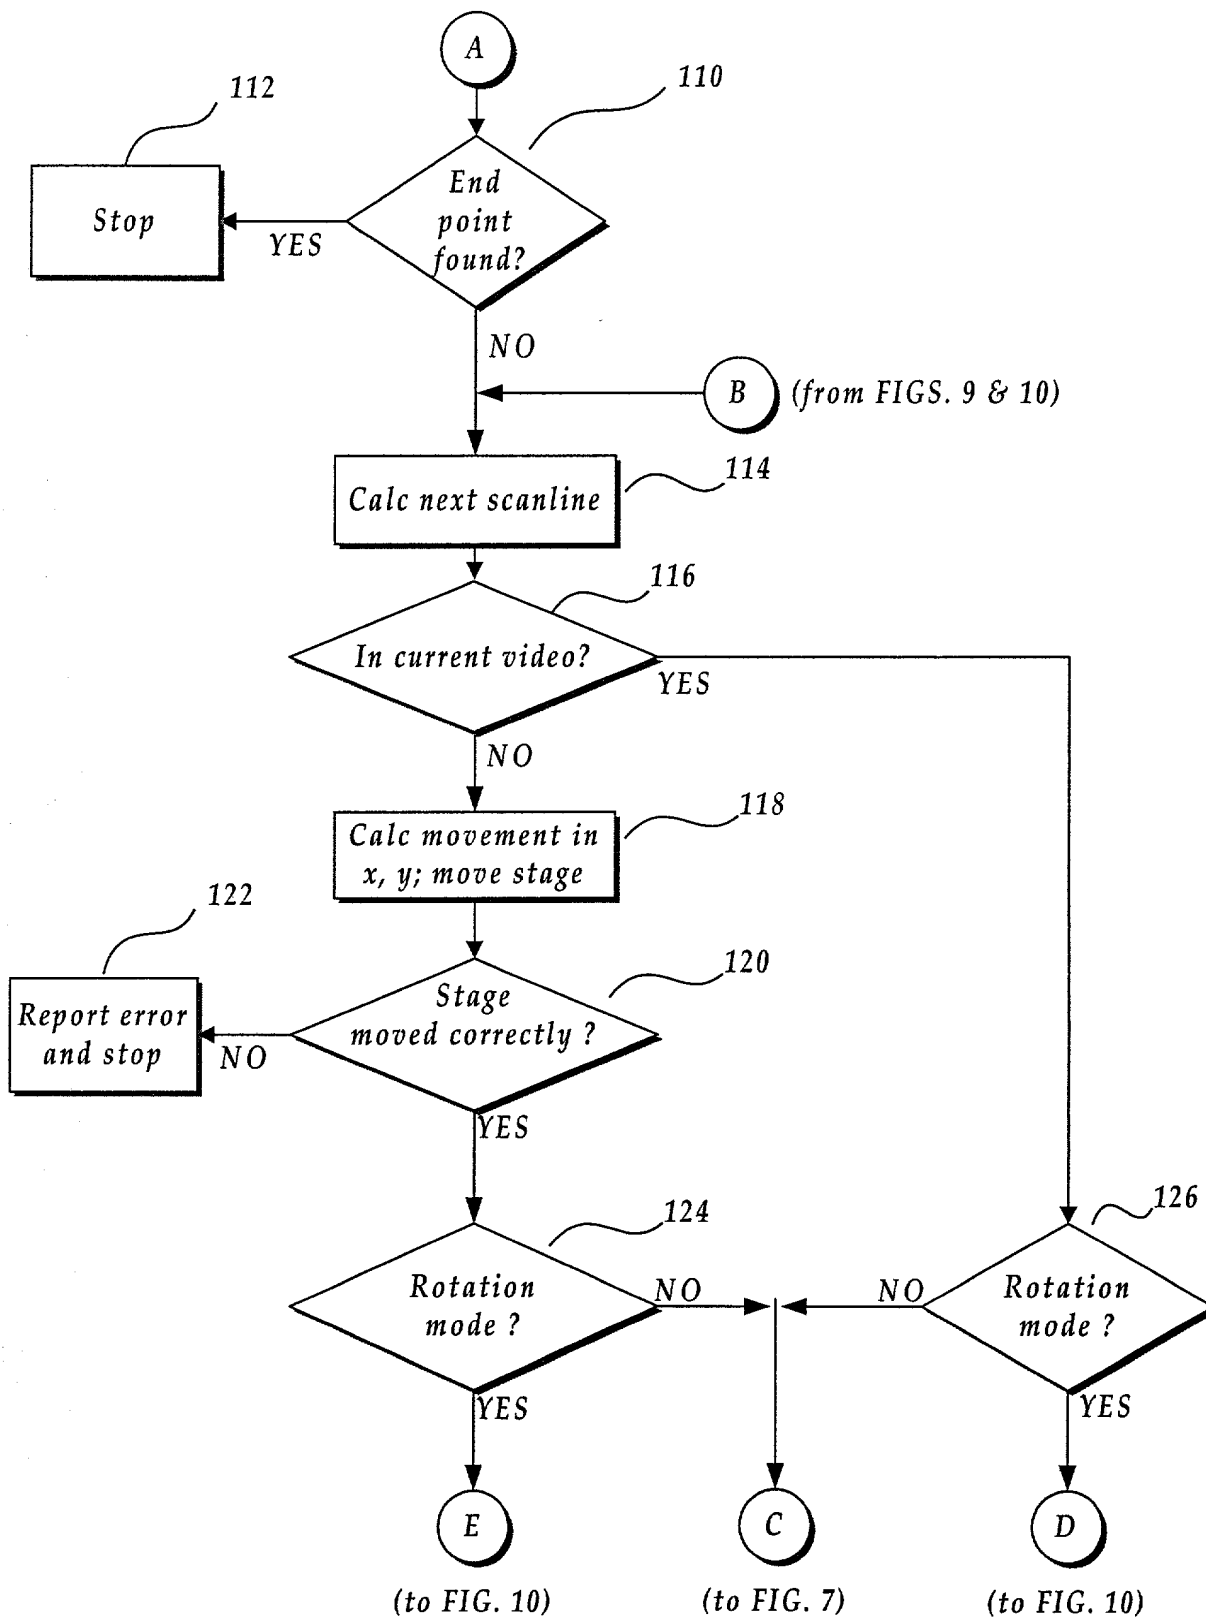 A
110
112
End
point
found?
Stop
YES
NO
B
(from FIGS. 9 & 10)
114
Calc next scanline
116
In current video?
YES
NO
118
Calc movement in
x, y; move stage
122
120
Stage
moved correctly ?
Report error
and stop
NO
YES
124
126
Rotation
mode ?
NO
NO
Rotation
mode ?
YES
YES
E
C
D
(to FIG. 10)
(to FIG. 7)
(to FIG. 10)